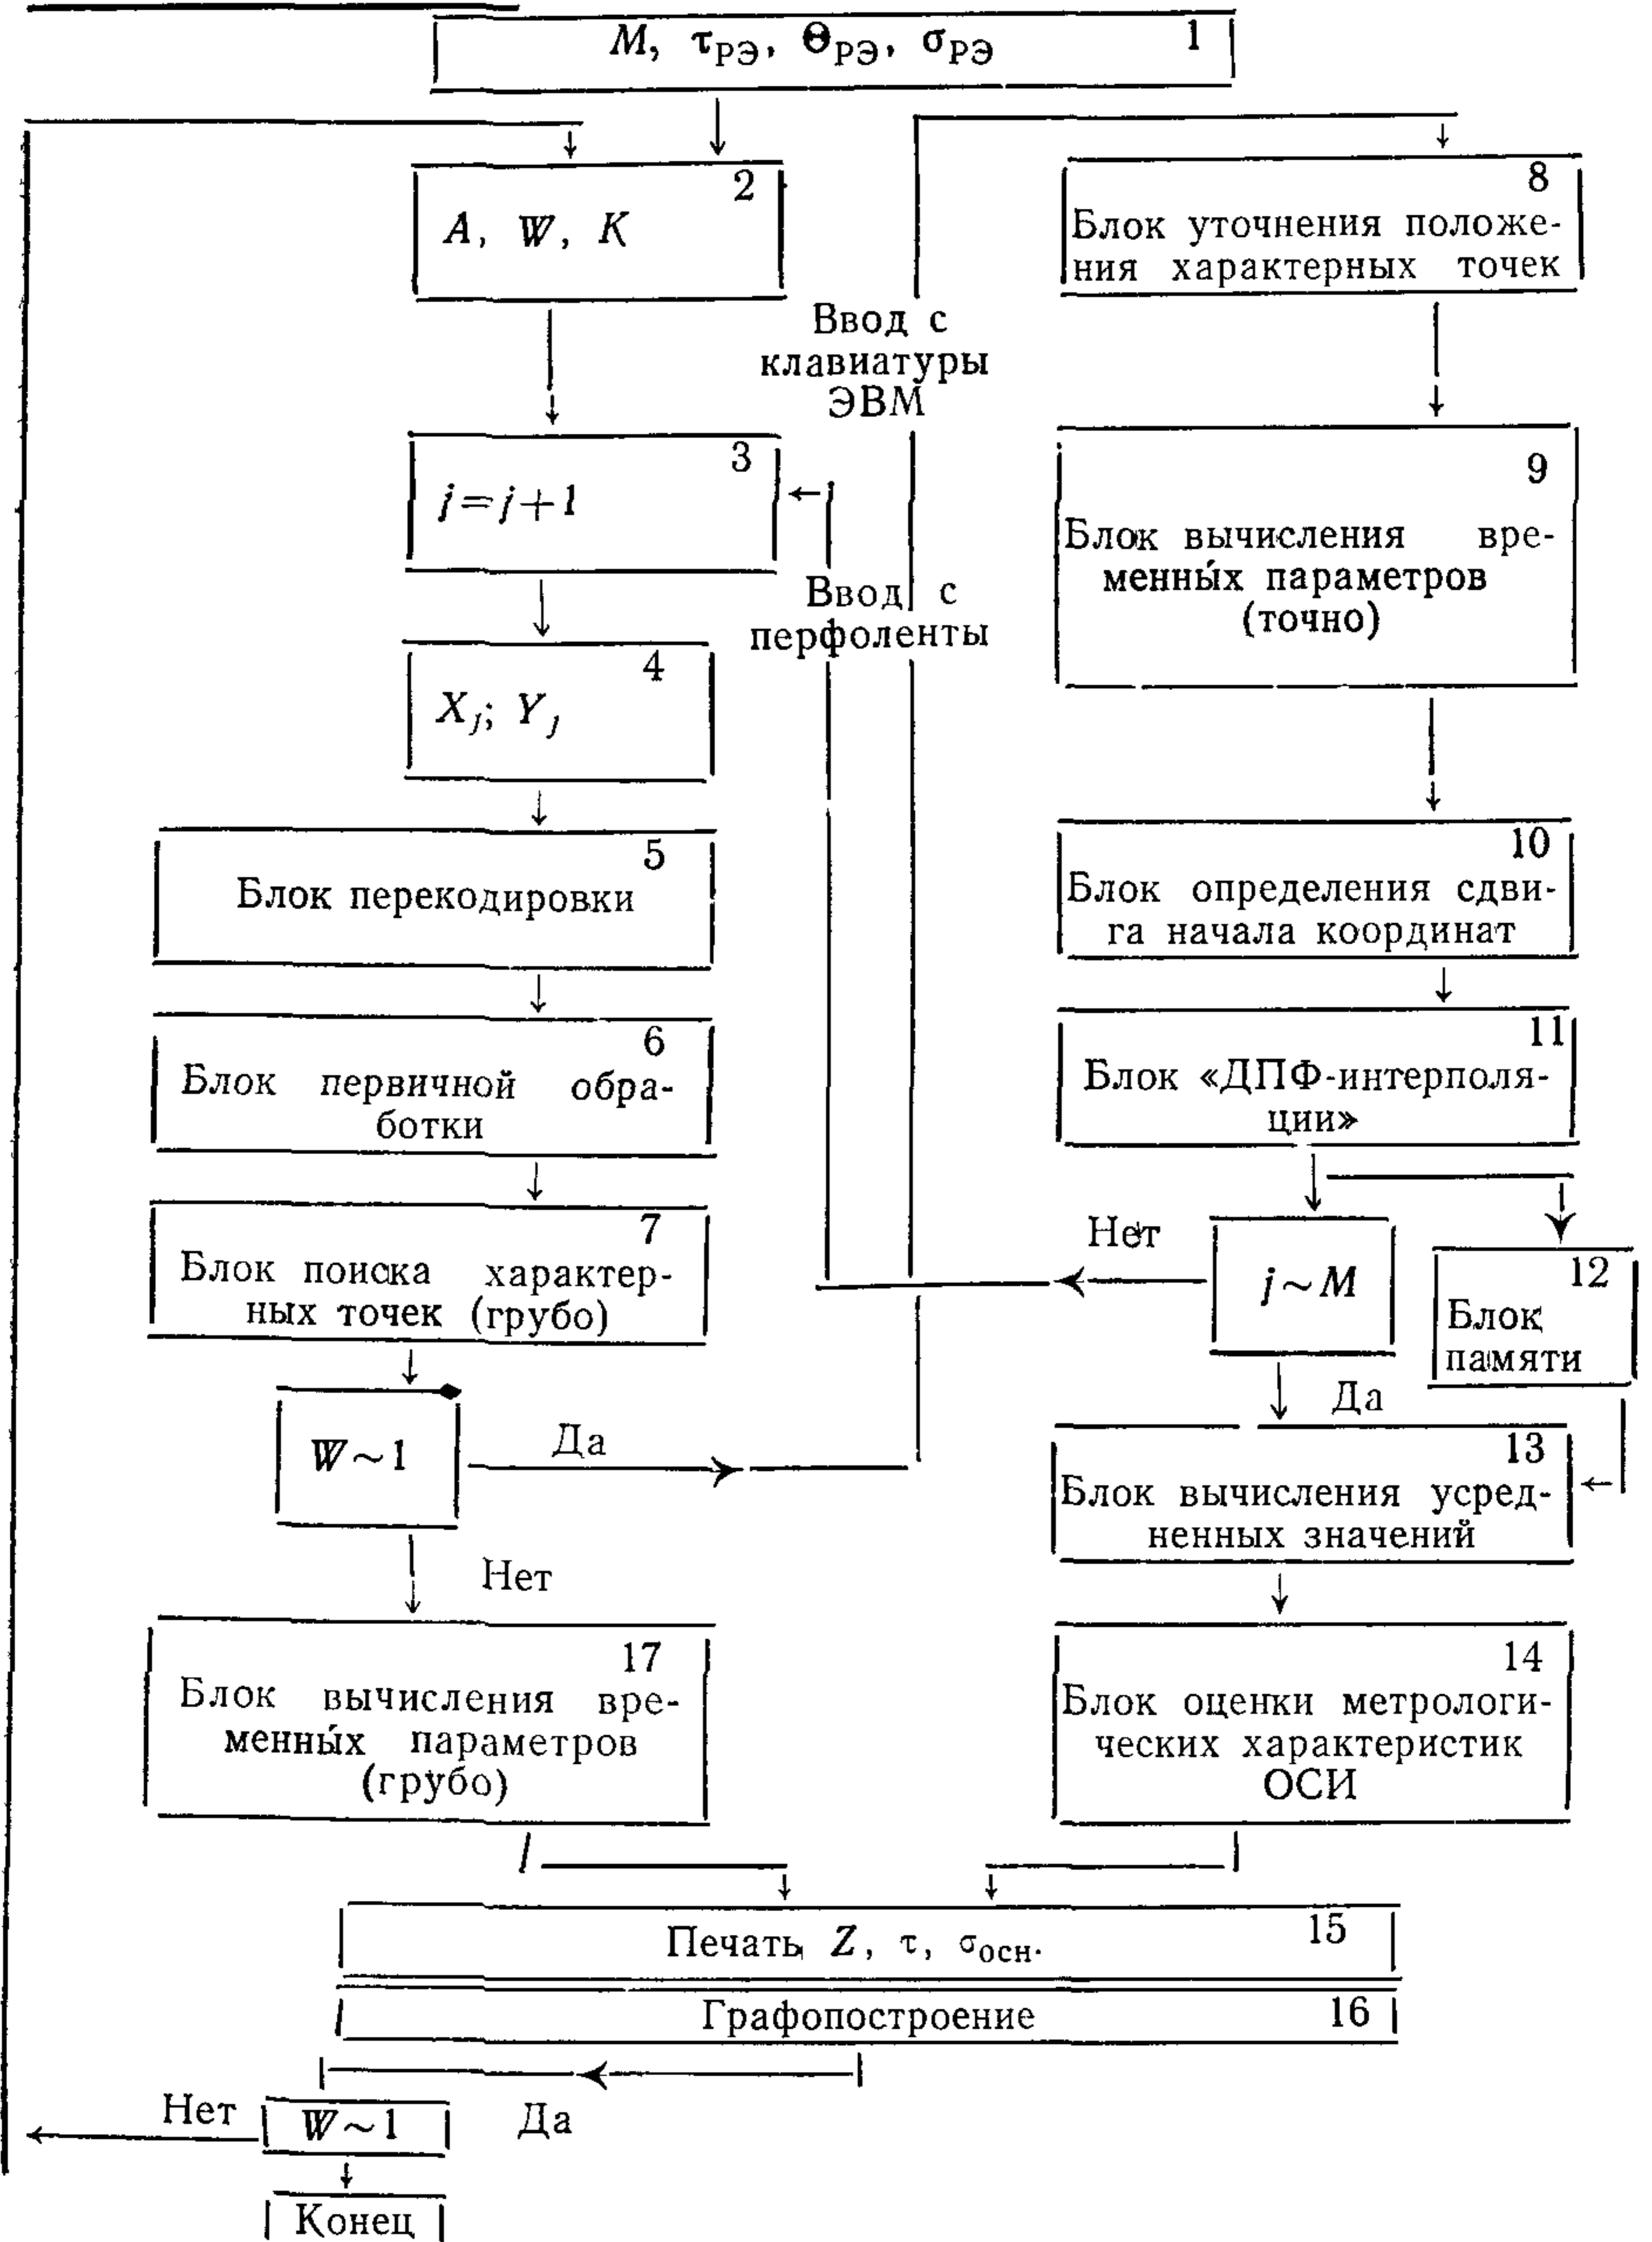 M, τРЭ, ΘРЭ, σРЭ 1
2
A, W, K
Ввод с
клавиатуры
ЭВМ
3
j=j+1
Ввод с
перфоленты
4
Xj; Yj
5
Блок перекодировки
6
Блок первичной обра-
ботки
7
Блок поиска характер-
ных точек (грубо)
W~1
Да
Нет
17
Блок вычисления вре-
менны́х параметров
(грубо)
8
Блок уточнения положе-
ния характерных точек
9
Блок вычисления вре-
менны́х параметров
(точно)
10
Блок определения сдви-
га начала координат
11
Блок «ДПФ-интерполя-
ции»
Нет
j~M
12
Блок
памяти
Да
13
Блок вычисления усред-
ненных значений
14
Блок оценки метрологи-
ческих характеристик
ОСИ
Печать Z, τ, σосн. 15
Графопостроение 16
Нет
W~1
Да
Конец